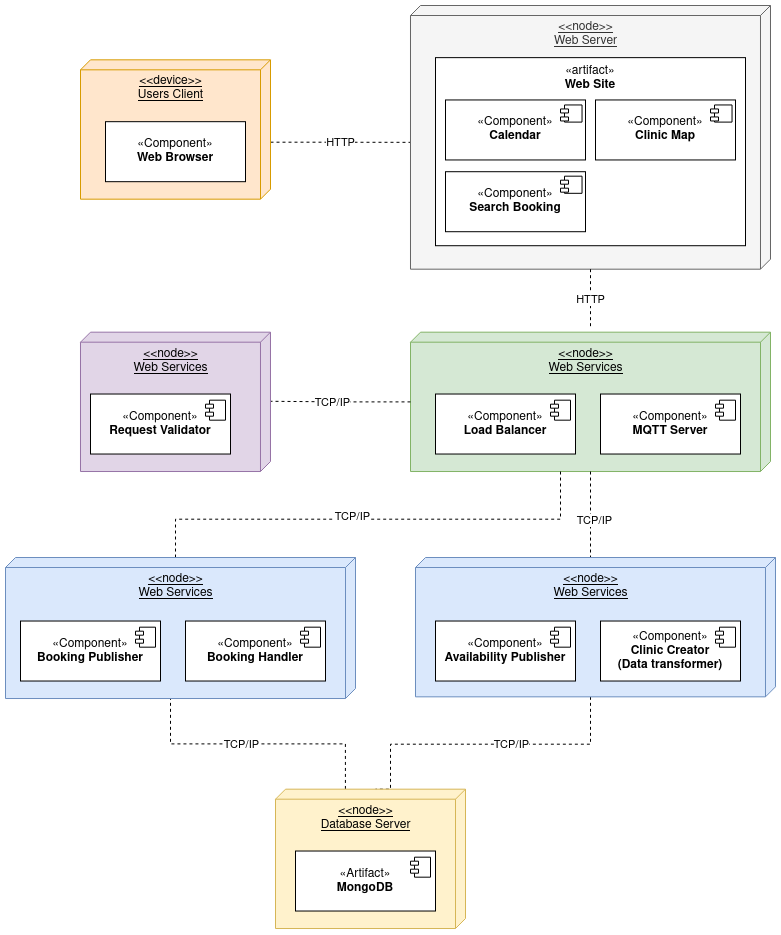 <<node>>
Web Server
«artifact»
Web Site
«Component»
Calendar
«Component»
Clinic Map
«Component»
Search Booking
<<device>>
Users Client
«Component»
Web Browser
HTTP
HTTP
<<node>>
Web Services
«Component»
Request Validator
TCP/IP
<<node>>
Web Services
«Component»
Load Balancer
«Component»
MQTT Server
TCP/IP
TCP/IP
<<node>>
Web Services
«Component»
Booking Publisher
«Component»
Booking Handler
<<node>>
Web Services
«Component»
Availability Publisher
«Component»
Clinic Creator
(Data transformer)
TCP/IP
TCP/IP
<<node>>
Database Server
«Artifact»
MongoDB